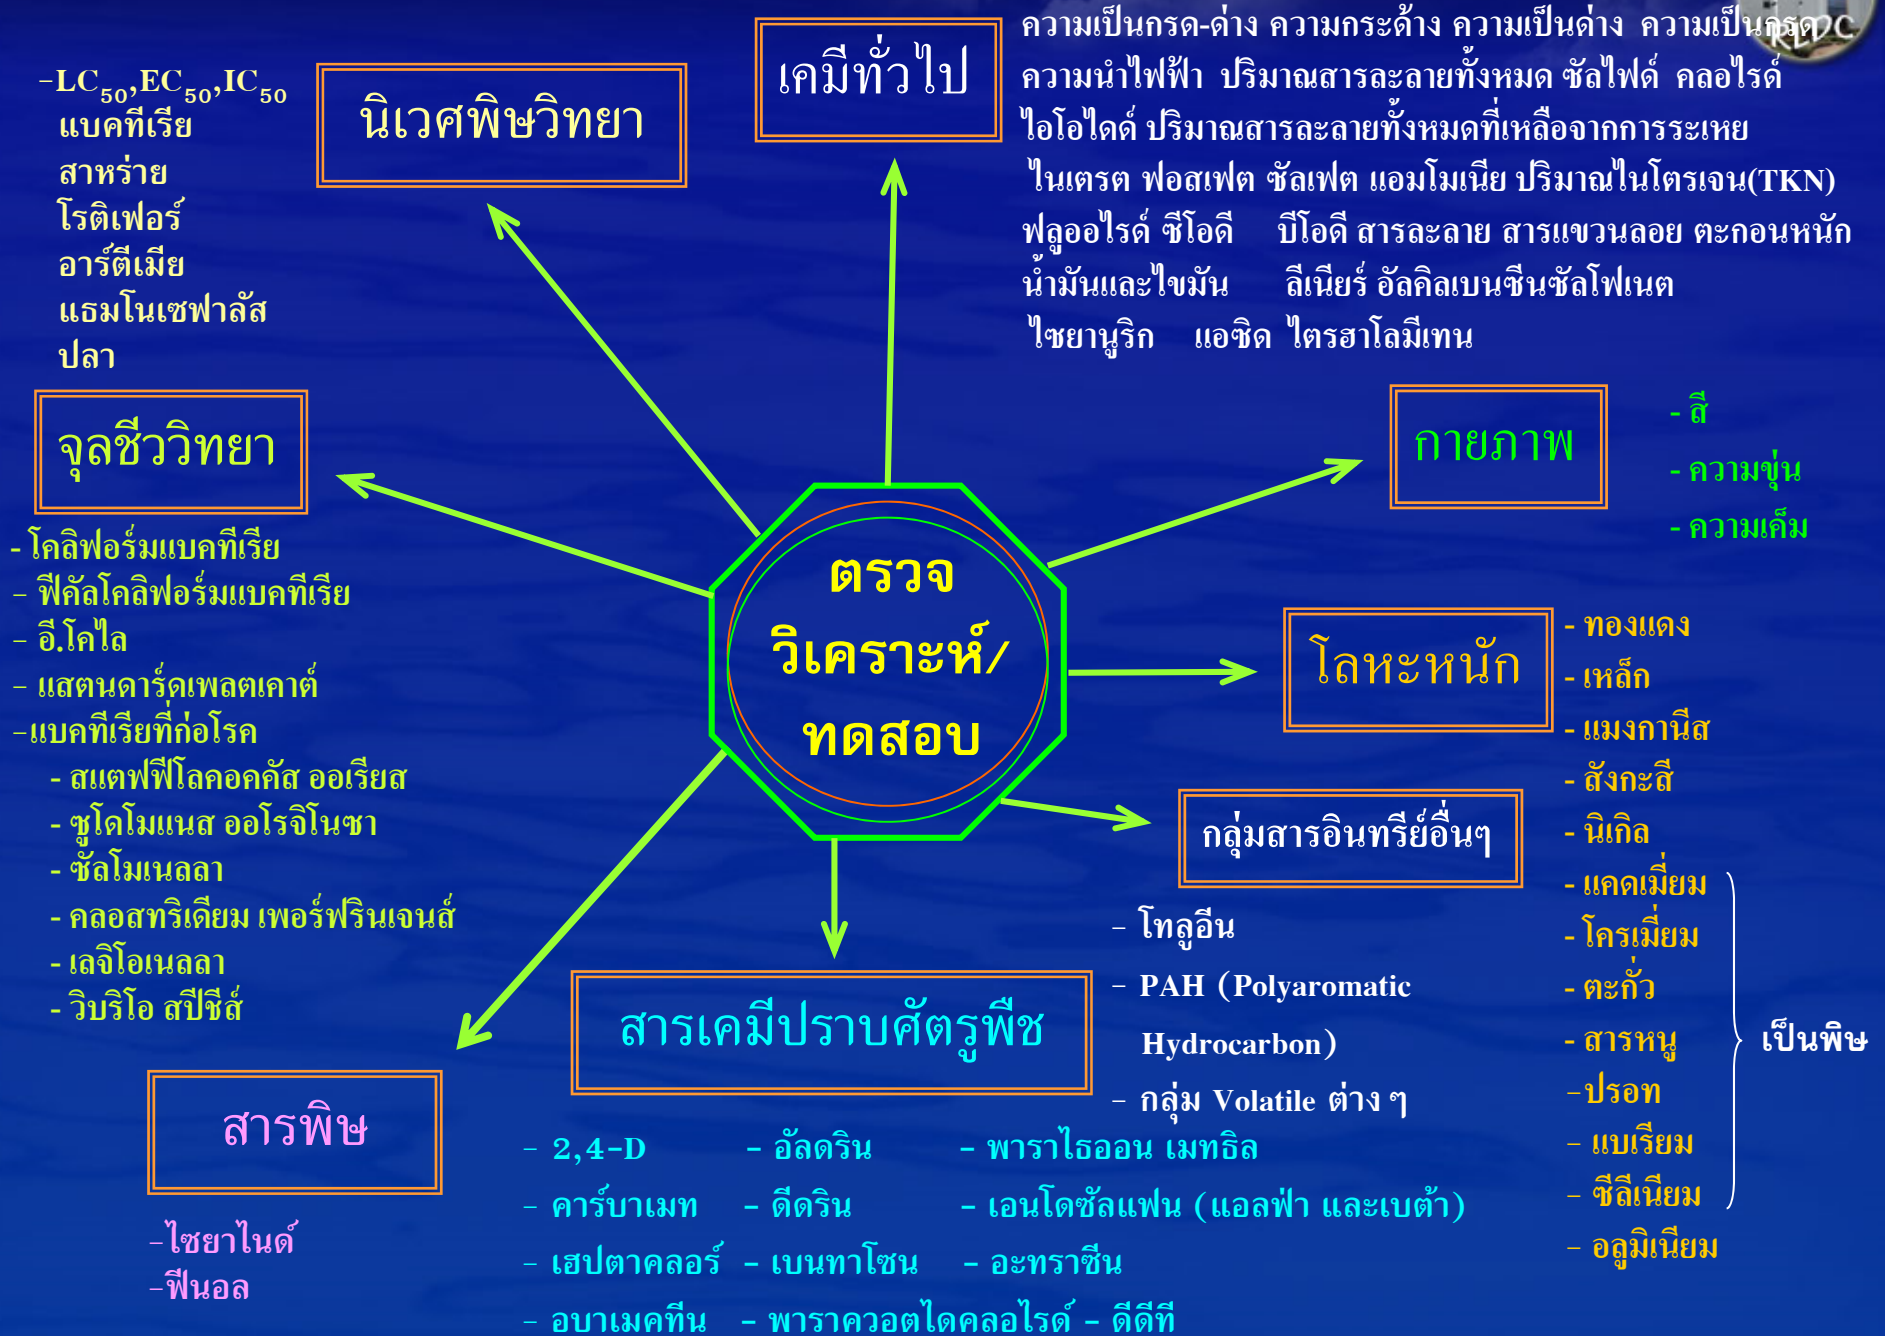 เคมีทั่วไป
ความเป็นกรด-ด่าง ความกระด้าง ความเป็นด่าง ความเป็นกรด
ความนำไฟฟ้า ปริมาณสารละลายทั้งหมด ซัลไฟด์ คลอไรด์
ไอโอไดด์ ปริมาณสารละลายทั้งหมดที่เหลือจากการระเหย
ไนเตรต ฟอสเฟต ซัลเฟต แอมโมเนีย ปริมาณไนโตรเจน(TKN)
ฟลูออไรด์ ซีโอดี บีโอดี สารละลาย สารแขวนลอย ตะกอนหนัก
น้ำมันและไขมัน ลีเนียร์ อัลคิลเบนซีนซัลโฟเนต
ไซยานูริก แอซิด ไตรฮาโลมีเทน
นิเวศพิษวิทยา
-LC50,EC50,IC50
แบคทีเรีย
สาหร่าย
โรติเฟอร์
อาร์ตีเมีย
แธมโนเซฟาลัส
ปลา
จุลชีววิทยา
- โคลิฟอร์มแบคทีเรีย
- ฟีคัลโคลิฟอร์มแบคทีเรีย
- อี.โคไล
- แสตนดาร์ดเพลตเคาต์
-แบคทีเรียที่ก่อโรค
- สแตฟฟีโลคอคคัส ออเรียส
- ซูโดโมแนส ออโรจิโนซา
- ซัลโมเนลลา
- คลอสทริเดียม เพอร์ฟรินเจนส์
- เลจิโอเนลลา
- วิบริโอ สปีชีส์
ตรวจ
วิเคราะห์/
ทดสอบ
กายภาพ
- สี
- ความขุ่น
- ความเค็ม
โลหะหนัก
- ทองแดง
- เหล็ก
- แมงกานีส
- สังกะสี
- นิเกิล
- แคดเมี่ยม
- โครเมี่ยม
- ตะกั่ว
- สารหนู
-ปรอท
- แบเรียม
- ซีลีเนียม
- อลูมิเนียม
เป็นพิษ
กลุ่มสารอินทรีย์อื่นๆ
- โทลูอีน
- PAH (Polyaromatic
Hydrocarbon)
- กลุ่ม Volatile ต่าง ๆ
สารเคมีปราบศัตรูพืช
- 2,4-D - อัลดริน - พาราไธออน เมทธิล
- คาร์บาเมท - ดีดริน - เอนโดซัลแฟน (แอลฟ่า และเบต้า)
- เฮปตาคลอร์ - เบนทาโซน - อะทราซีน
- อบาเมคทีน - พาราควอตไดคลอไรด์ - ดีดีที
สารพิษ
-ไซยาไนด์
-ฟีนอล